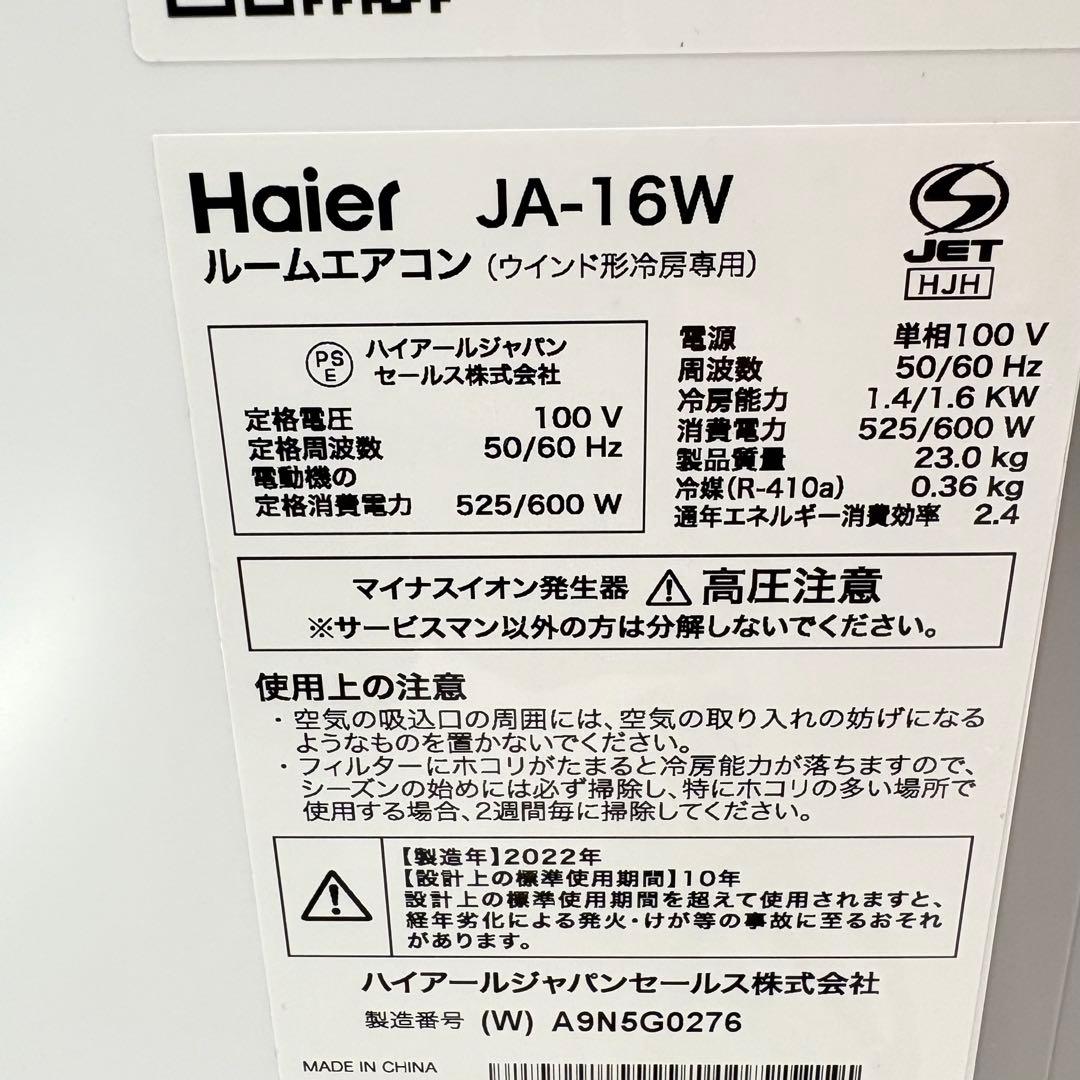 Haier JA-16W
ルームエアコン (ウインド形冷房専用)
JET
HJH
PS
E
ハイアールジャパン
セールス株式会社
定格電圧 100 V
定格周波数 50/60 Hz
電動機の
定格消費電力 525/600 W
電源 単相100 V
周波数 50/60 Hz
冷房能力 1.4/1.6 KW
消費電力 525/600 W
製品質量 23.0 kg
冷媒(R-410a) 0.36 kg
通年エネルギー消費効率 2.4
マイナスイオン発生器 ⚠ 高圧注意
※サービスマン以外の方は分解しないでください。
使用上の注意
・空気の吸込口の周囲には、空気の取り入れの妨げになる
ようなものを置かないでください。
・フィルターにホコリがたまると冷房能力が落ちますので、
シーズンの始めには必ず掃除し、特にホコリの多い場所で
使用する場合、2週間毎に掃除してください。
【製造年】2022年
【設計上の標準使用期間】10年
設計上の標準使用期間を超えて使用されますと、
経年劣化による発火・けが等の事故に至るおそれ
があります。
ハイアールジャパンセールス株式会社
製造番号 (W) A9N5G0276
MADE IN CHINA